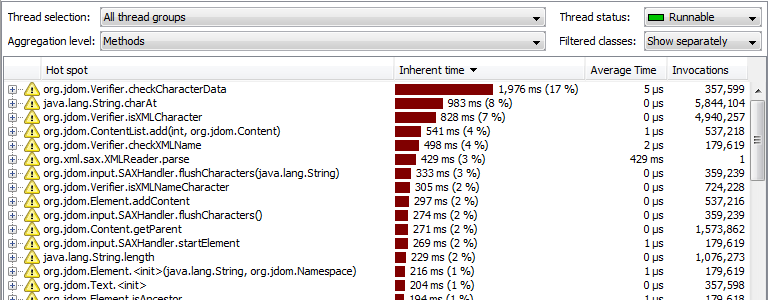 Thread selection: All thread groups Thread status: Runnable
Aggregation level: Methods Filtered classes: Show separately
Hot spot Inherent time Average Time Invocations
org.jdom.Verifier.checkCharacterData 1,976 ms (17 %) 5 µs 357,599
java.lang.String.charAt 983 ms (8 %) 0 µs 5,844,104
org.jdom.Verifier.isXMLCharacter 828 ms (7 %) 0 µs 4,940,257
org.jdom.ContentList.add(int, org.jdom.Content) 541 ms (4 %) 1 µs 537,218
org.jdom.Verifier.checkXMLName 498 ms (4 %) 2 µs 179,619
org.xml.sax.XMLReader.parse 429 ms (3 %) 429 ms 1
org.jdom.input.SAXHandler.flushCharacters(java.lang.String) 333 ms (3 %) 0 µs 359,239
org.jdom.Verifier.isXMLNameCharacter 305 ms (2 %) 0 µs 724,228
org.jdom.Element.addContent 297 ms (2 %) 0 µs 537,216
org.jdom.input.SAXHandler.flushCharacters() 274 ms (2 %) 0 µs 359,239
org.jdom.Content.getParent 271 ms (2 %) 0 µs 1,573,862
org.jdom.input.SAXHandler.startElement 269 ms (2 %) 1 µs 179,619
java.lang.String.length 229 ms (2 %) 0 µs 1,076,273
org.jdom.Element.<init>(java.lang.String, org.jdom.Namespace) 216 ms (1 %) 1 µs 179,619
org.jdom.Text.<init> 204 ms (1 %) 0 µs 357,598
org.jdom.Element.isAncestor 194 ms (1 %) 1 µs 179,618